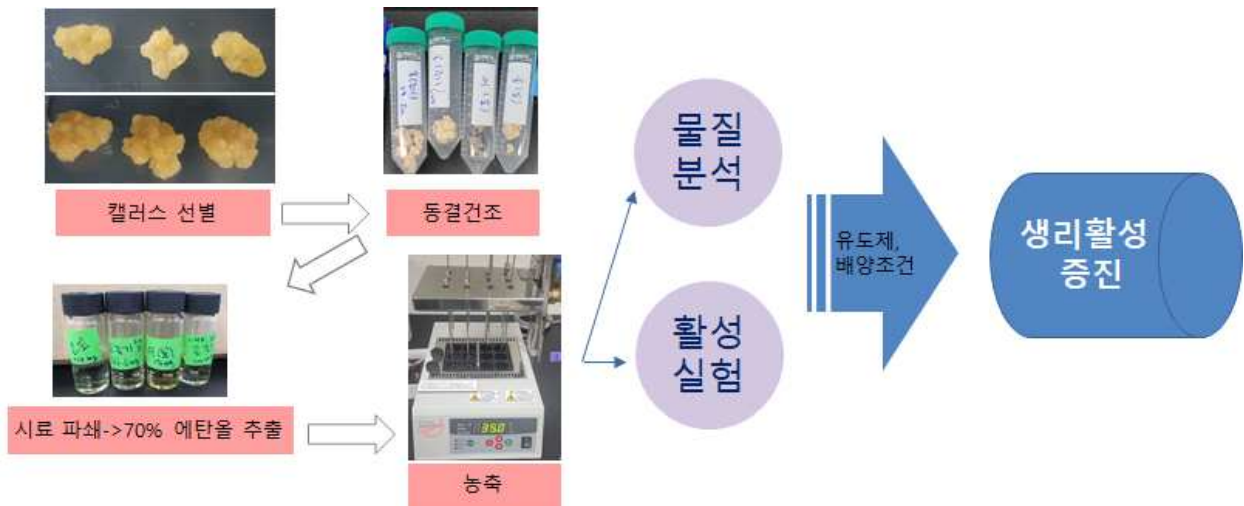 캘러스 선별
동결건조
시료 파쇄->70% 에탄올 추출
350
농축
물질
분석
활성
실험
유도제,
배양조건
생리활성
증진